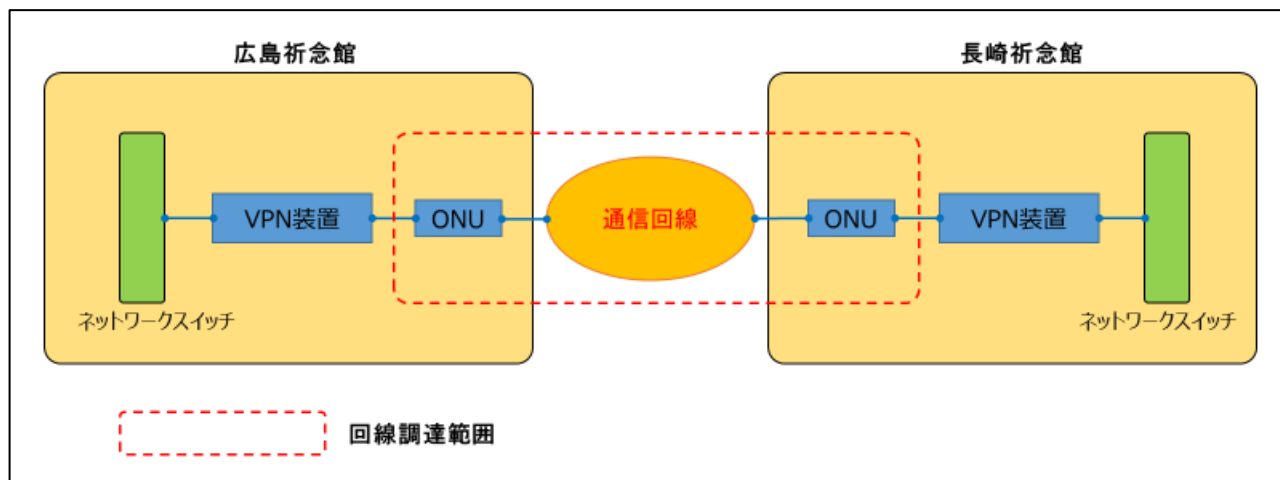 広島祈念館
長崎祈念館
VPN装置
ONU
通信回線
ONU
VPN装置
ネットワークスイッチ
ネットワークスイッチ
回線調達範囲